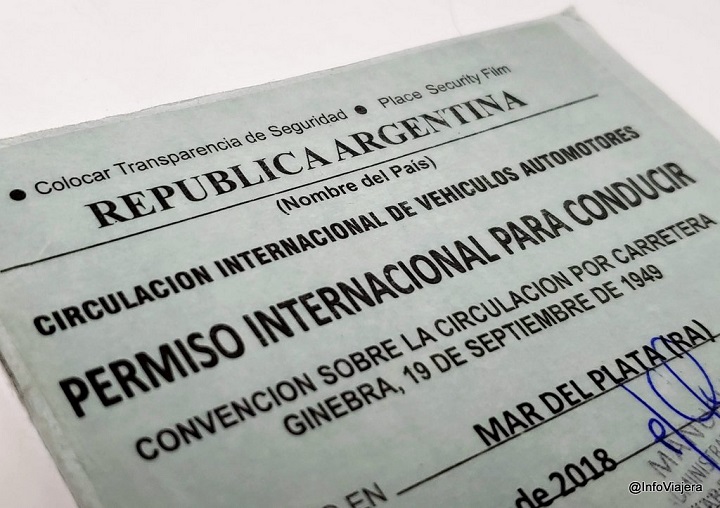 ● Colocar Transparencia de Seguridad ● Place Security Film
REPUBLICA ARGENTINA
(Nombre del País)
CIRCULACION INTERNACIONAL DE VEHICULOS AUTOMOTORES
PERMISO INTERNACIONAL PARA CONDUCIR
CONVENCION SOBRE LA CIRCULACION POR CARRETERA
GINEBRA, 19 DE SEPTIEMBRE DE 1949
EN MAR DEL PLATA (RA)
de 2018
@InfoViajera